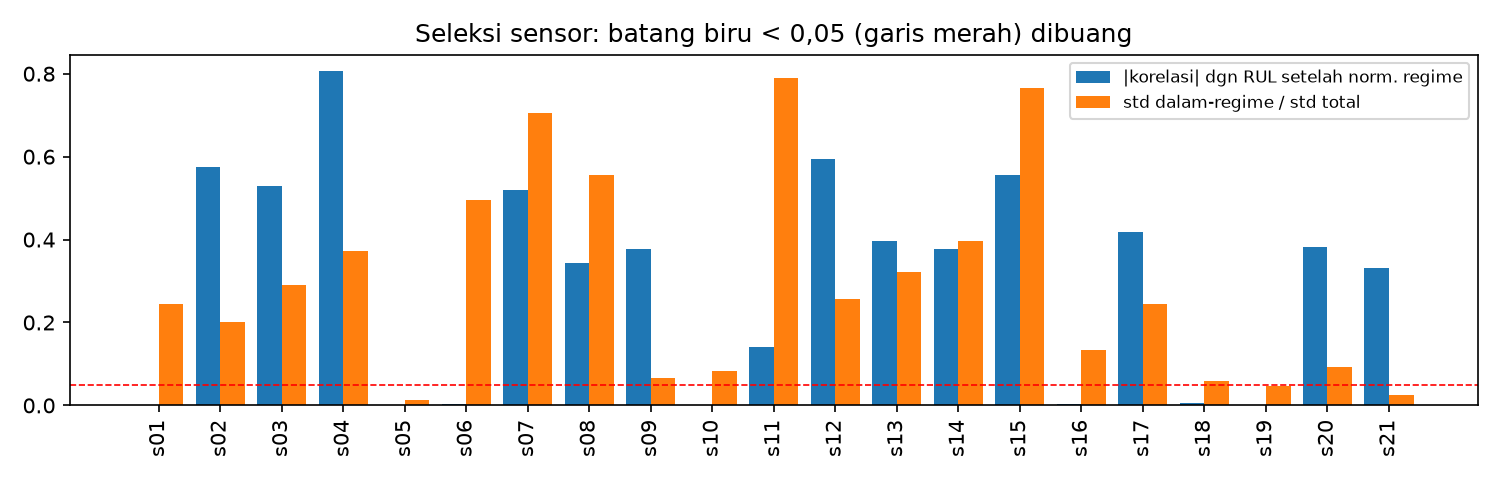 Seleksi sensor: batang biru < 0,05 (garis merah) dibuang
|korelasi| dgn RUL setelah norm. regime
std dalam-regime / std total
0.8
0.6
0.4
0.2
0.0
s01
s02
s03
s04
s05
s06
s07
s08
s09
s10
s11
s12
s13
s14
s15
s16
s17
s18
s19
s20
s21